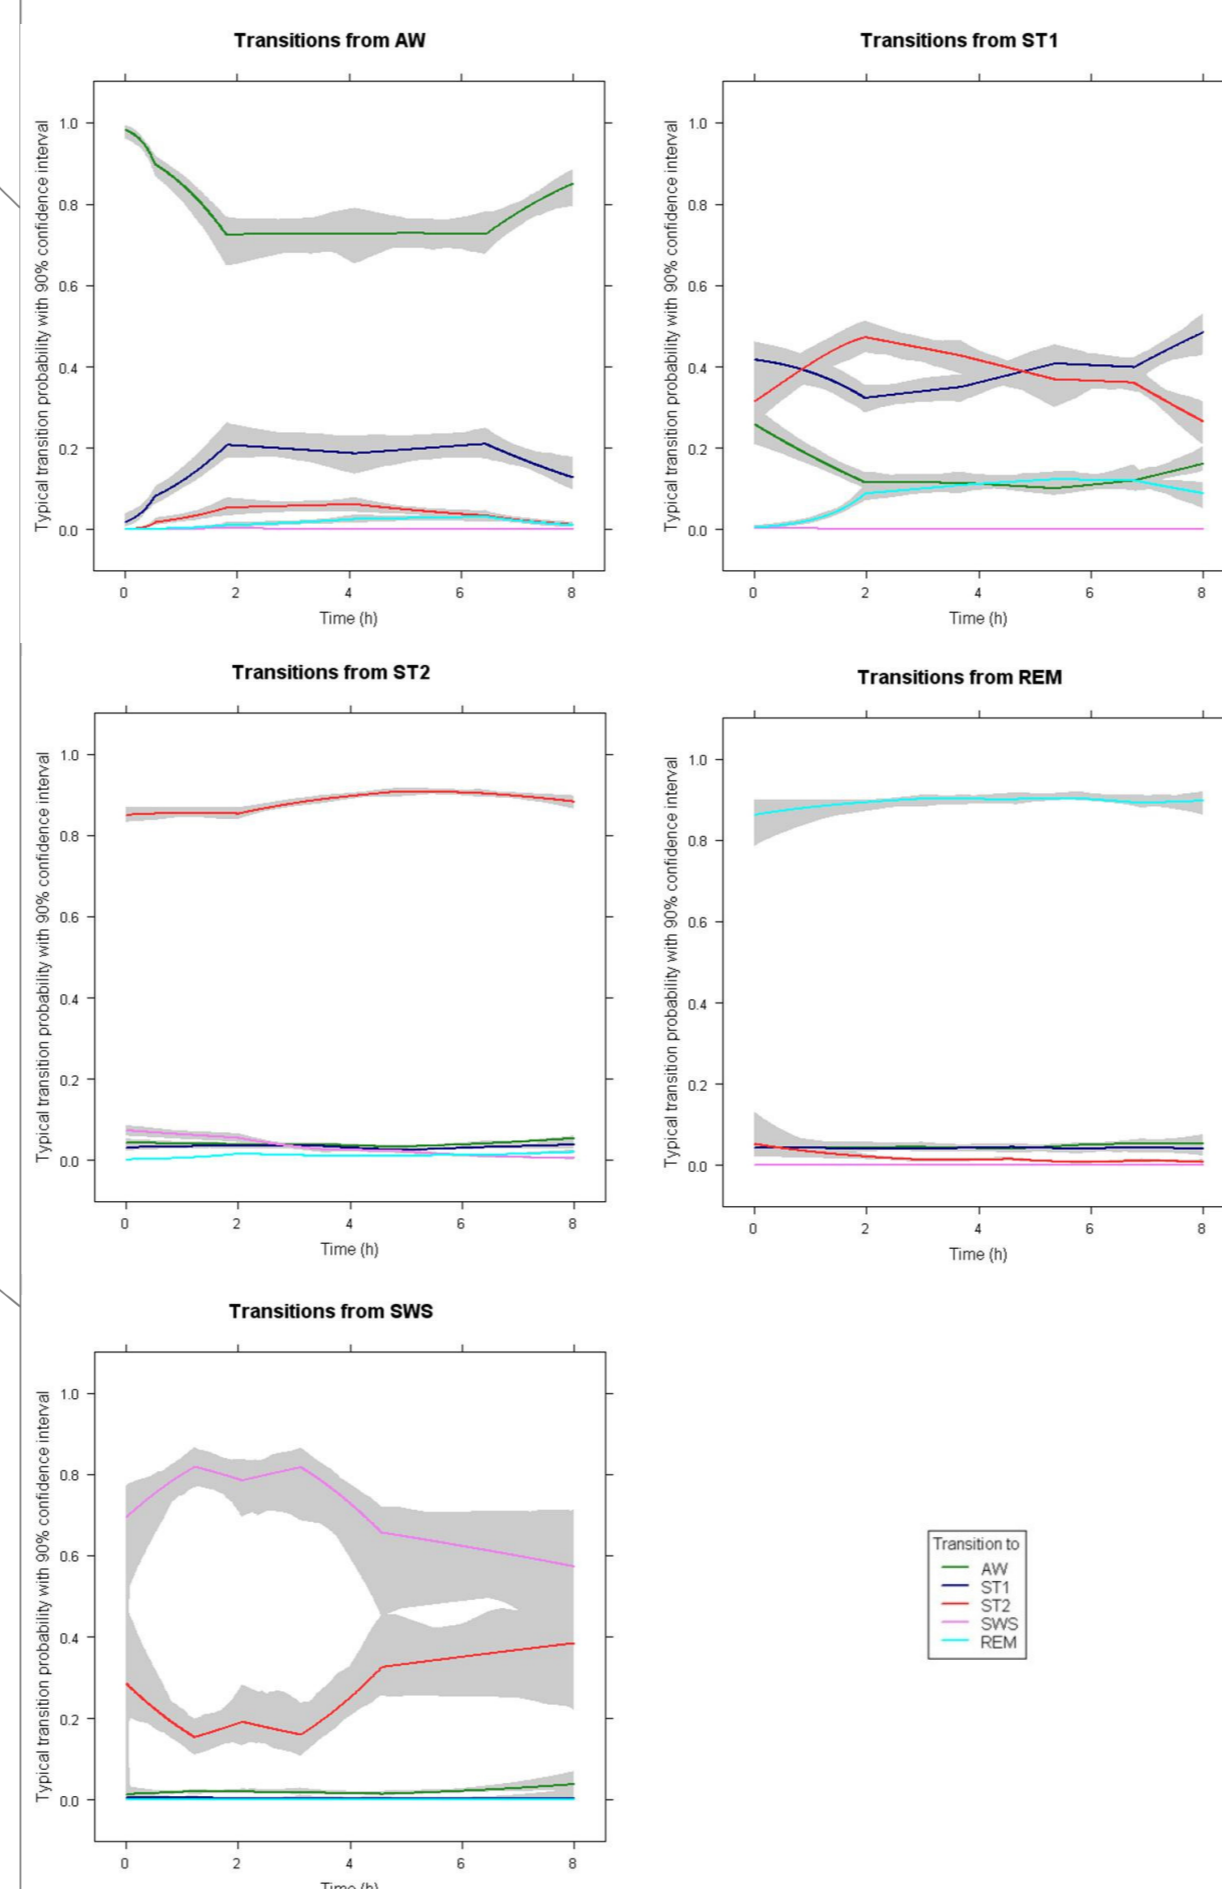 Transitions from AW
Typical transition probability with 90% confidence interval
1.0
0.8
0.6
0.4
0.2
0.0
0 2 4 6 8
Time (h)
Transitions from ST1
Typical transition probability with 90% confidence interval
1.0
0.8
0.6
0.4
0.2
0.0
0 2 4 6 8
Time (h)
Transitions from ST2
Typical transition probability with 90% confidence interval
1.0
0.8
0.6
0.4
0.2
0.0
0 2 4 6 8
Time (h)
Transitions from REM
Typical transition probability with 90% confidence interval
1.0
0.8
0.6
0.4
0.2
0.0
0 2 4 6 8
Time (h)
Transitions from SWS
Typical transition probability with 90% confidence interval
1.0
0.8
0.6
0.4
0.2
0.0
0 2 4 6 8
Time (h)
Transition to
AW
ST1
ST2
SWS
REM